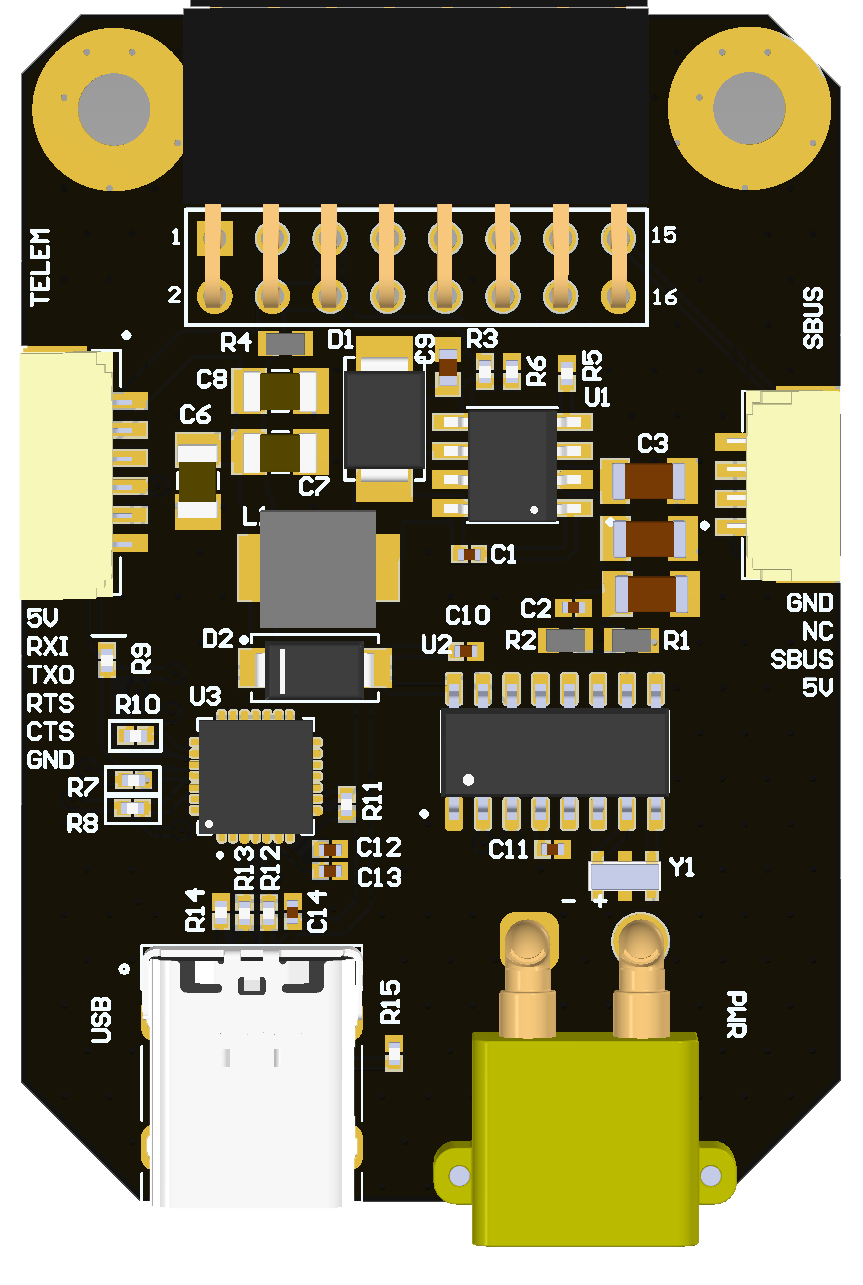 1
15
2
16
TELEM
SBUS
R4
D1
C9
R3
R6
R5
C8
U1
C6
C3
C7
L1
C1
5V
RXI
TXO
RTS
CTS
GND
C2
C10
GND
NC
SBUS
5V
R2
R1
D2
U2
R9
U3
R10
R7
R8
R11
C12
C13
C11
Y1
R13
R12
R14
C14
- +
USB
R15
PWR